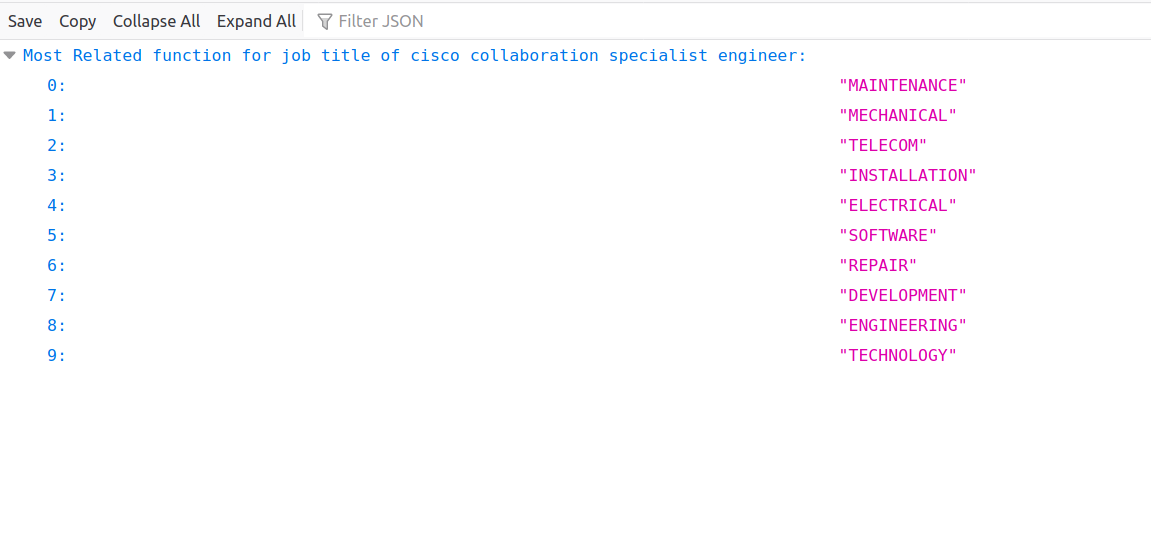 Save Copy Collapse All Expand All Filter JSON
Most Related function for job title of cisco collaboration specialist engineer:
0: "MAINTENANCE"
1: "MECHANICAL"
2: "TELECOM"
3: "INSTALLATION"
4: "ELECTRICAL"
5: "SOFTWARE"
6: "REPAIR"
7: "DEVELOPMENT"
8: "ENGINEERING"
9: "TECHNOLOGY"